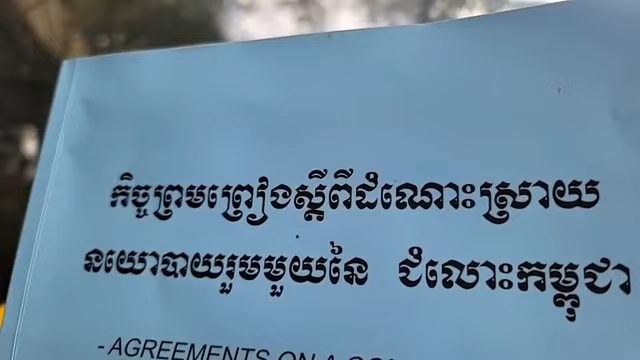 កិច្ចព្រមព្រៀងស្ដីពីដំណោះស្រាយ
នយោបាយរួមមួយនៃ ជំលោះកម្ពុជា
- AGREEMENTS ON A